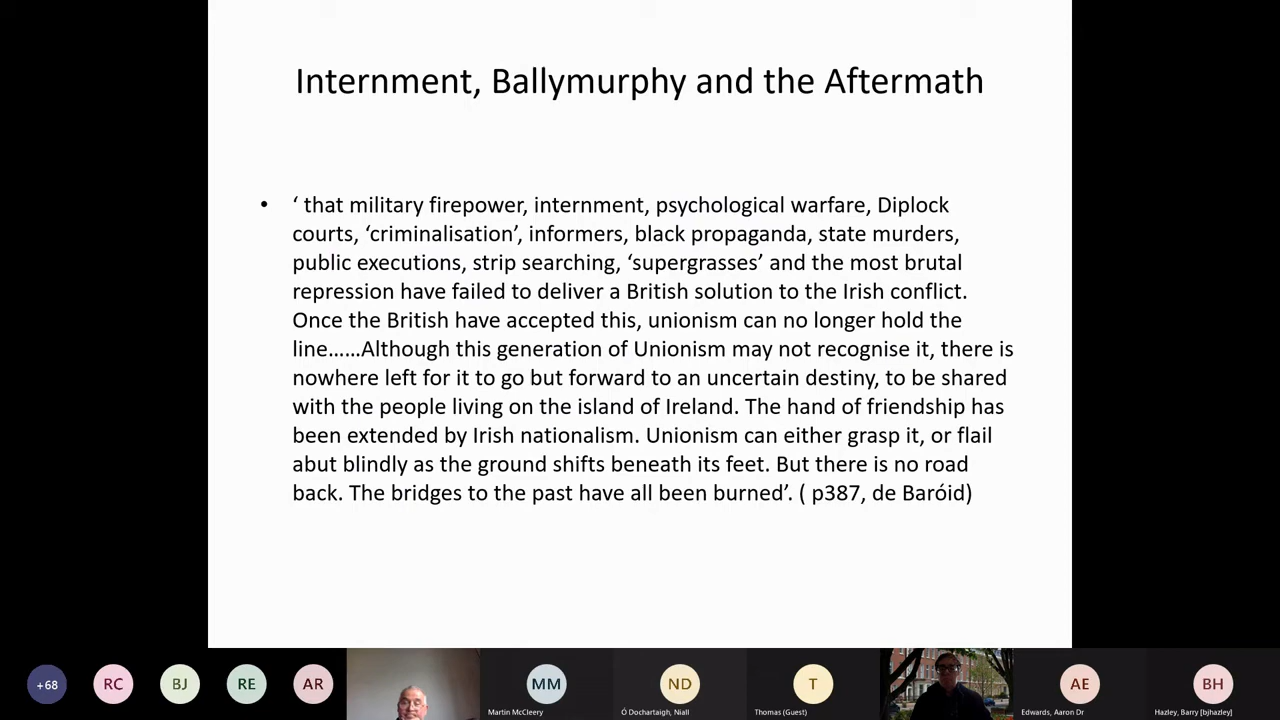 Internment, Ballymurphy and the Aftermath
• ‘ that military firepower, internment, psychological warfare, Diplock
courts, ‘criminalisation’, informers, black propaganda, state murders,
public executions, strip searching, ‘supergrasses’ and the most brutal
repression have failed to deliver a British solution to the Irish conflict.
Once the British have accepted this, unionism can no longer hold the
line……Although this generation of Unionism may not recognise it, there is
nowhere left for it to go but forward to an uncertain destiny, to be shared
with the people living on the island of Ireland. The hand of friendship has
been extended by Irish nationalism. Unionism can either grasp it, or flail
abut blindly as the ground shifts beneath its feet. But there is no road
back. The bridges to the past have all been burned’. ( p387, de Baróid)
+68 RC BJ RE AR MM ND T AE BH
Martin McCleery Ó Dochartaigh, Niall Thomas (Guest) Edwards, Aaron Dr Hazley, Barry [bjhazley]